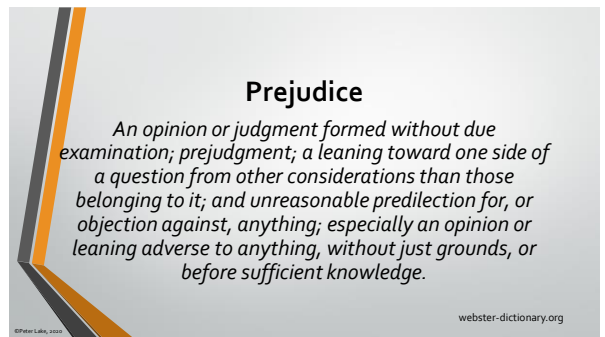 Prejudice
An opinion or judgment formed without due
examination; prejudgment; a leaning toward one side of
a question from other considerations than those
belonging to it; and unreasonable predilection for, or
objection against, anything; especially an opinion or
leaning adverse to anything, without just grounds, or
before sufficient knowledge.
webster-dictionary.org
©Peter Lake, 2020